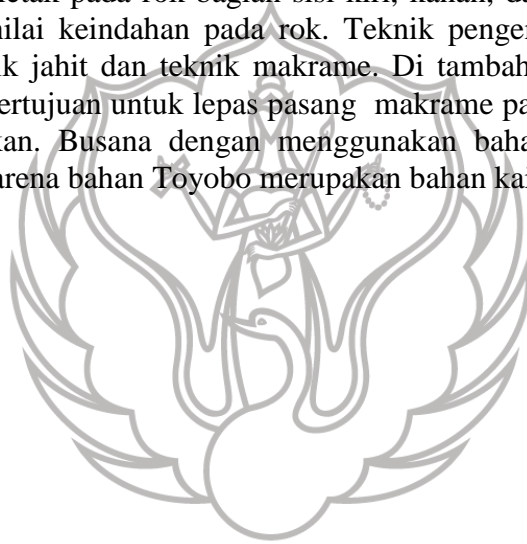 pada rok bagian sisi kiri, kanan,
nilai keindahan pada rok. Teknik
jahit dan teknik makrame. Di
untuk lepas pasang makrame
Busana dengan menggunakan
bahan Toyobo merupakan bahan